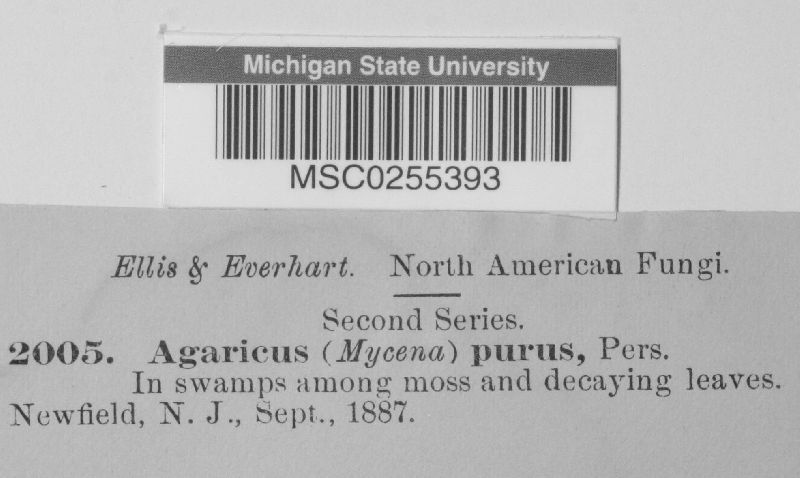 Michigan State University
MSC0255393
Ellis & Everhart. North American Fungi.
Second Series.
2005. Agaricus (Mycena) purus, Pers.
In swamps among moss and decaying leaves.
Newfield, N. J., Sept., 1887.